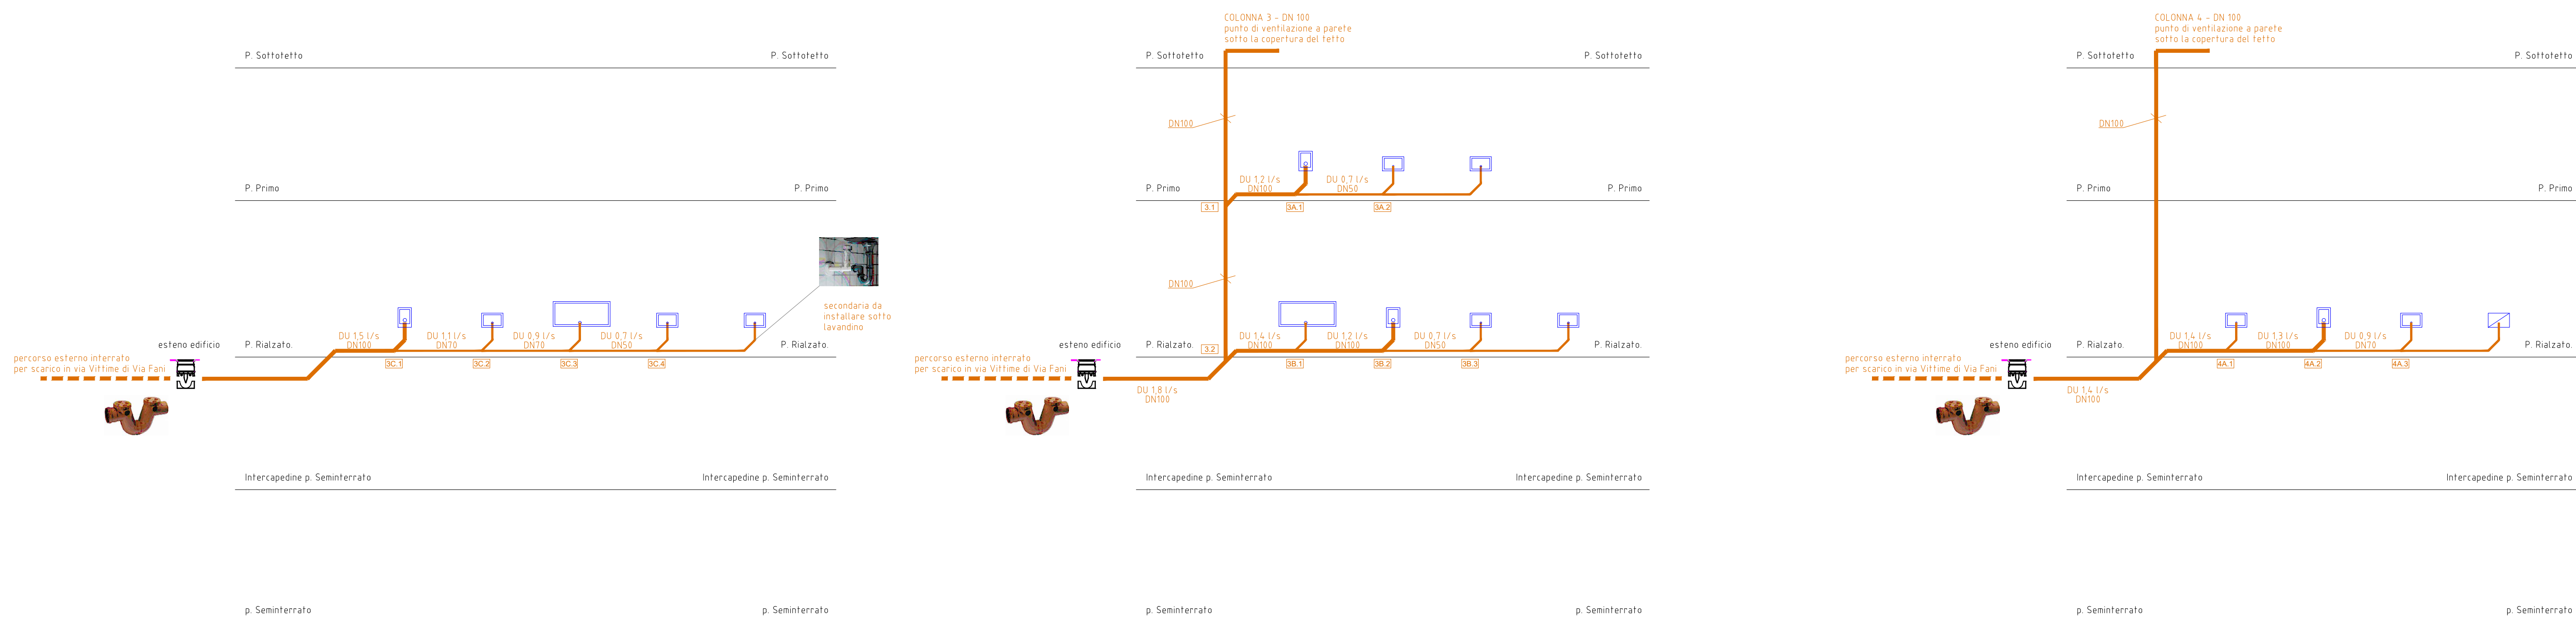 P. Sottotetto
P. Sottotetto
P. Primo
P. Primo
secondaria da
installare sotto
lavandino
DU 1,5 l/s
DN100
DU 1,1 l/s
DN70
DU 0,9 l/s
DN70
DU 0,7 l/s
DN50
esteno edificio
P. Rialzato.
P. Rialzato.
percorso esterno interrato
per scarico in via Vittime di Via Fani
3C.1
3C.2
3C.3
3C.4
Intercapedine p. Seminterrato
Intercapedine p. Seminterrato
p. Seminterrato
p. Seminterrato
COLONNA 3 - DN 100
punto di ventilazione a parete
sotto la copertura del tetto
P. Sottotetto
P. Sottotetto
DN100
DU 1,2 l/s
DN100
DU 0,7 l/s
DN50
P. Primo
P. Primo
3.1
3A.1
3A.2
DN100
DU 1,4 l/s
DN100
DU 1,2 l/s
DN100
DU 0,7 l/s
DN50
esteno edificio
P. Rialzato.
P. Rialzato.
3.2
percorso esterno interrato
per scarico in via Vittime di Via Fani
3B.1
3B.2
3B.3
DU 1,8 l/s
DN100
Intercapedine p. Seminterrato
Intercapedine p. Seminterrato
p. Seminterrato
p. Seminterrato
COLONNA 4 - DN 100
punto di ventilazione a parete
sotto la copertura del tetto
P. Sottotetto
P. Sottotetto
DN100
P. Primo
P. Primo
DU 1,4 l/s
DN100
DU 1,3 l/s
DN100
DU 0,9 l/s
DN70
esteno edificio
P. Rialzato.
P. Rialzato.
percorso esterno interrato
per scarico in via Vittime di Via Fani
4A.1
4A.2
4A.3
DU 1,4 l/s
DN100
Intercapedine p. Seminterrato
Intercapedine p. Seminterrato
p. Seminterrato
p. Seminterrato